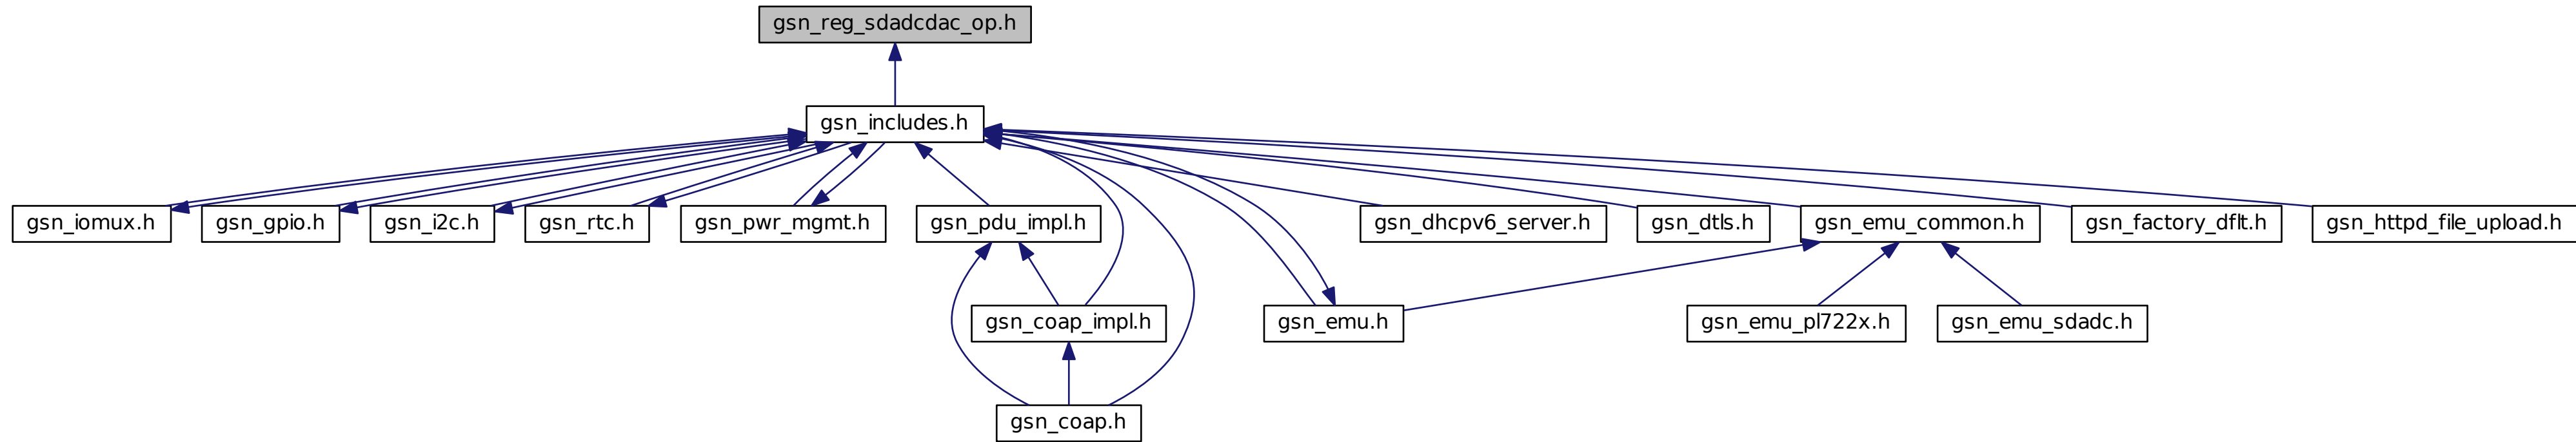 gsn_reg_sdadcdac_op.h
gsn_includes.h
gsn_iomux.h
gsn_gpio.h
gsn_i2c.h
gsn_rtc.h
gsn_pwr_mgmt.h
gsn_pdu_impl.h
gsn_dhcpv6_server.h
gsn_dtls.h
gsn_emu_common.h
gsn_factory_dflt.h
gsn_httpd_file_upload.h
gsn_coap_impl.h
gsn_emu.h
gsn_emu_pl722x.h
gsn_emu_sdadc.h
gsn_coap.h